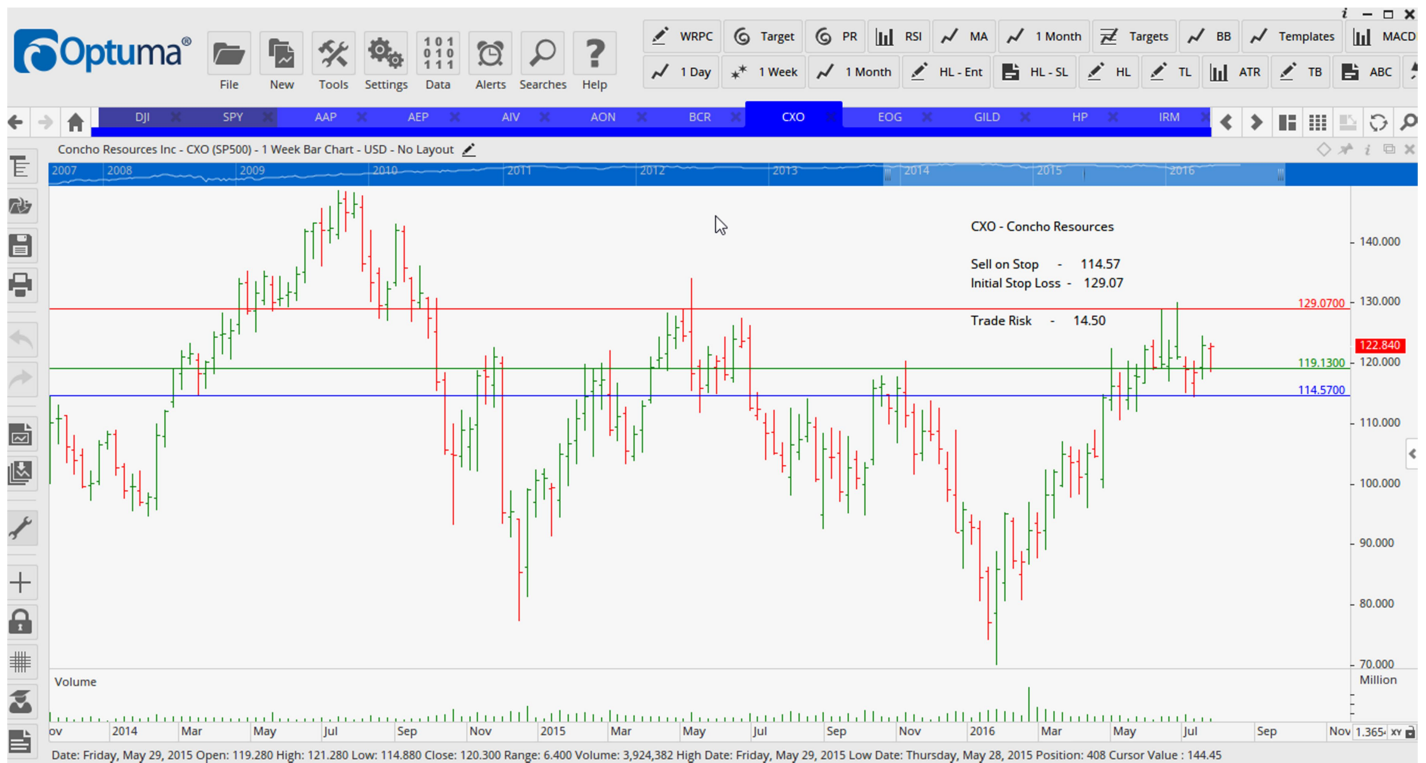 Optuma®
File New Tools Settings Data Alerts Searches Help
WRPC Target PR RSI MA 1 Month Targets BB Templates MACD
1 Day 1 Week 1 Month HL - Ent HL - SL HL TL ATR TB ABC
DJI SPY AAP AEP AIV AON BCR CXO EOG GILD HP IRM
Concho Resources Inc - CXO (SP500) - 1 Week Bar Chart - USD - No Layout
2007 2008 2009 2010 2011 2012 2013 2014 2015 2016
CXO - Concho Resources
140.000
Sell on Stop - 114.57
Initial Stop Loss - 129.07
129.0700 130.000
Trade Risk - 14.50
122.840
119.1300 120.000
114.5700
110.000
100.000
90.000
80.000
70.000
Volume Million
ov 2014 Mar May Jul Sep Nov 2015 Mar May Jul Sep Nov 2016 Mar May Jul Sep Nov 1.365 XY
Date: Friday, May 29, 2015 Open: 119.280 High: 121.280 Low: 114.880 Close: 120.300 Range: 6.400 Volume: 3,924,382 High Date: Friday, May 29, 2015 Low Date: Thursday, May 28, 2015 Position: 408 Cursor Value : 144.45